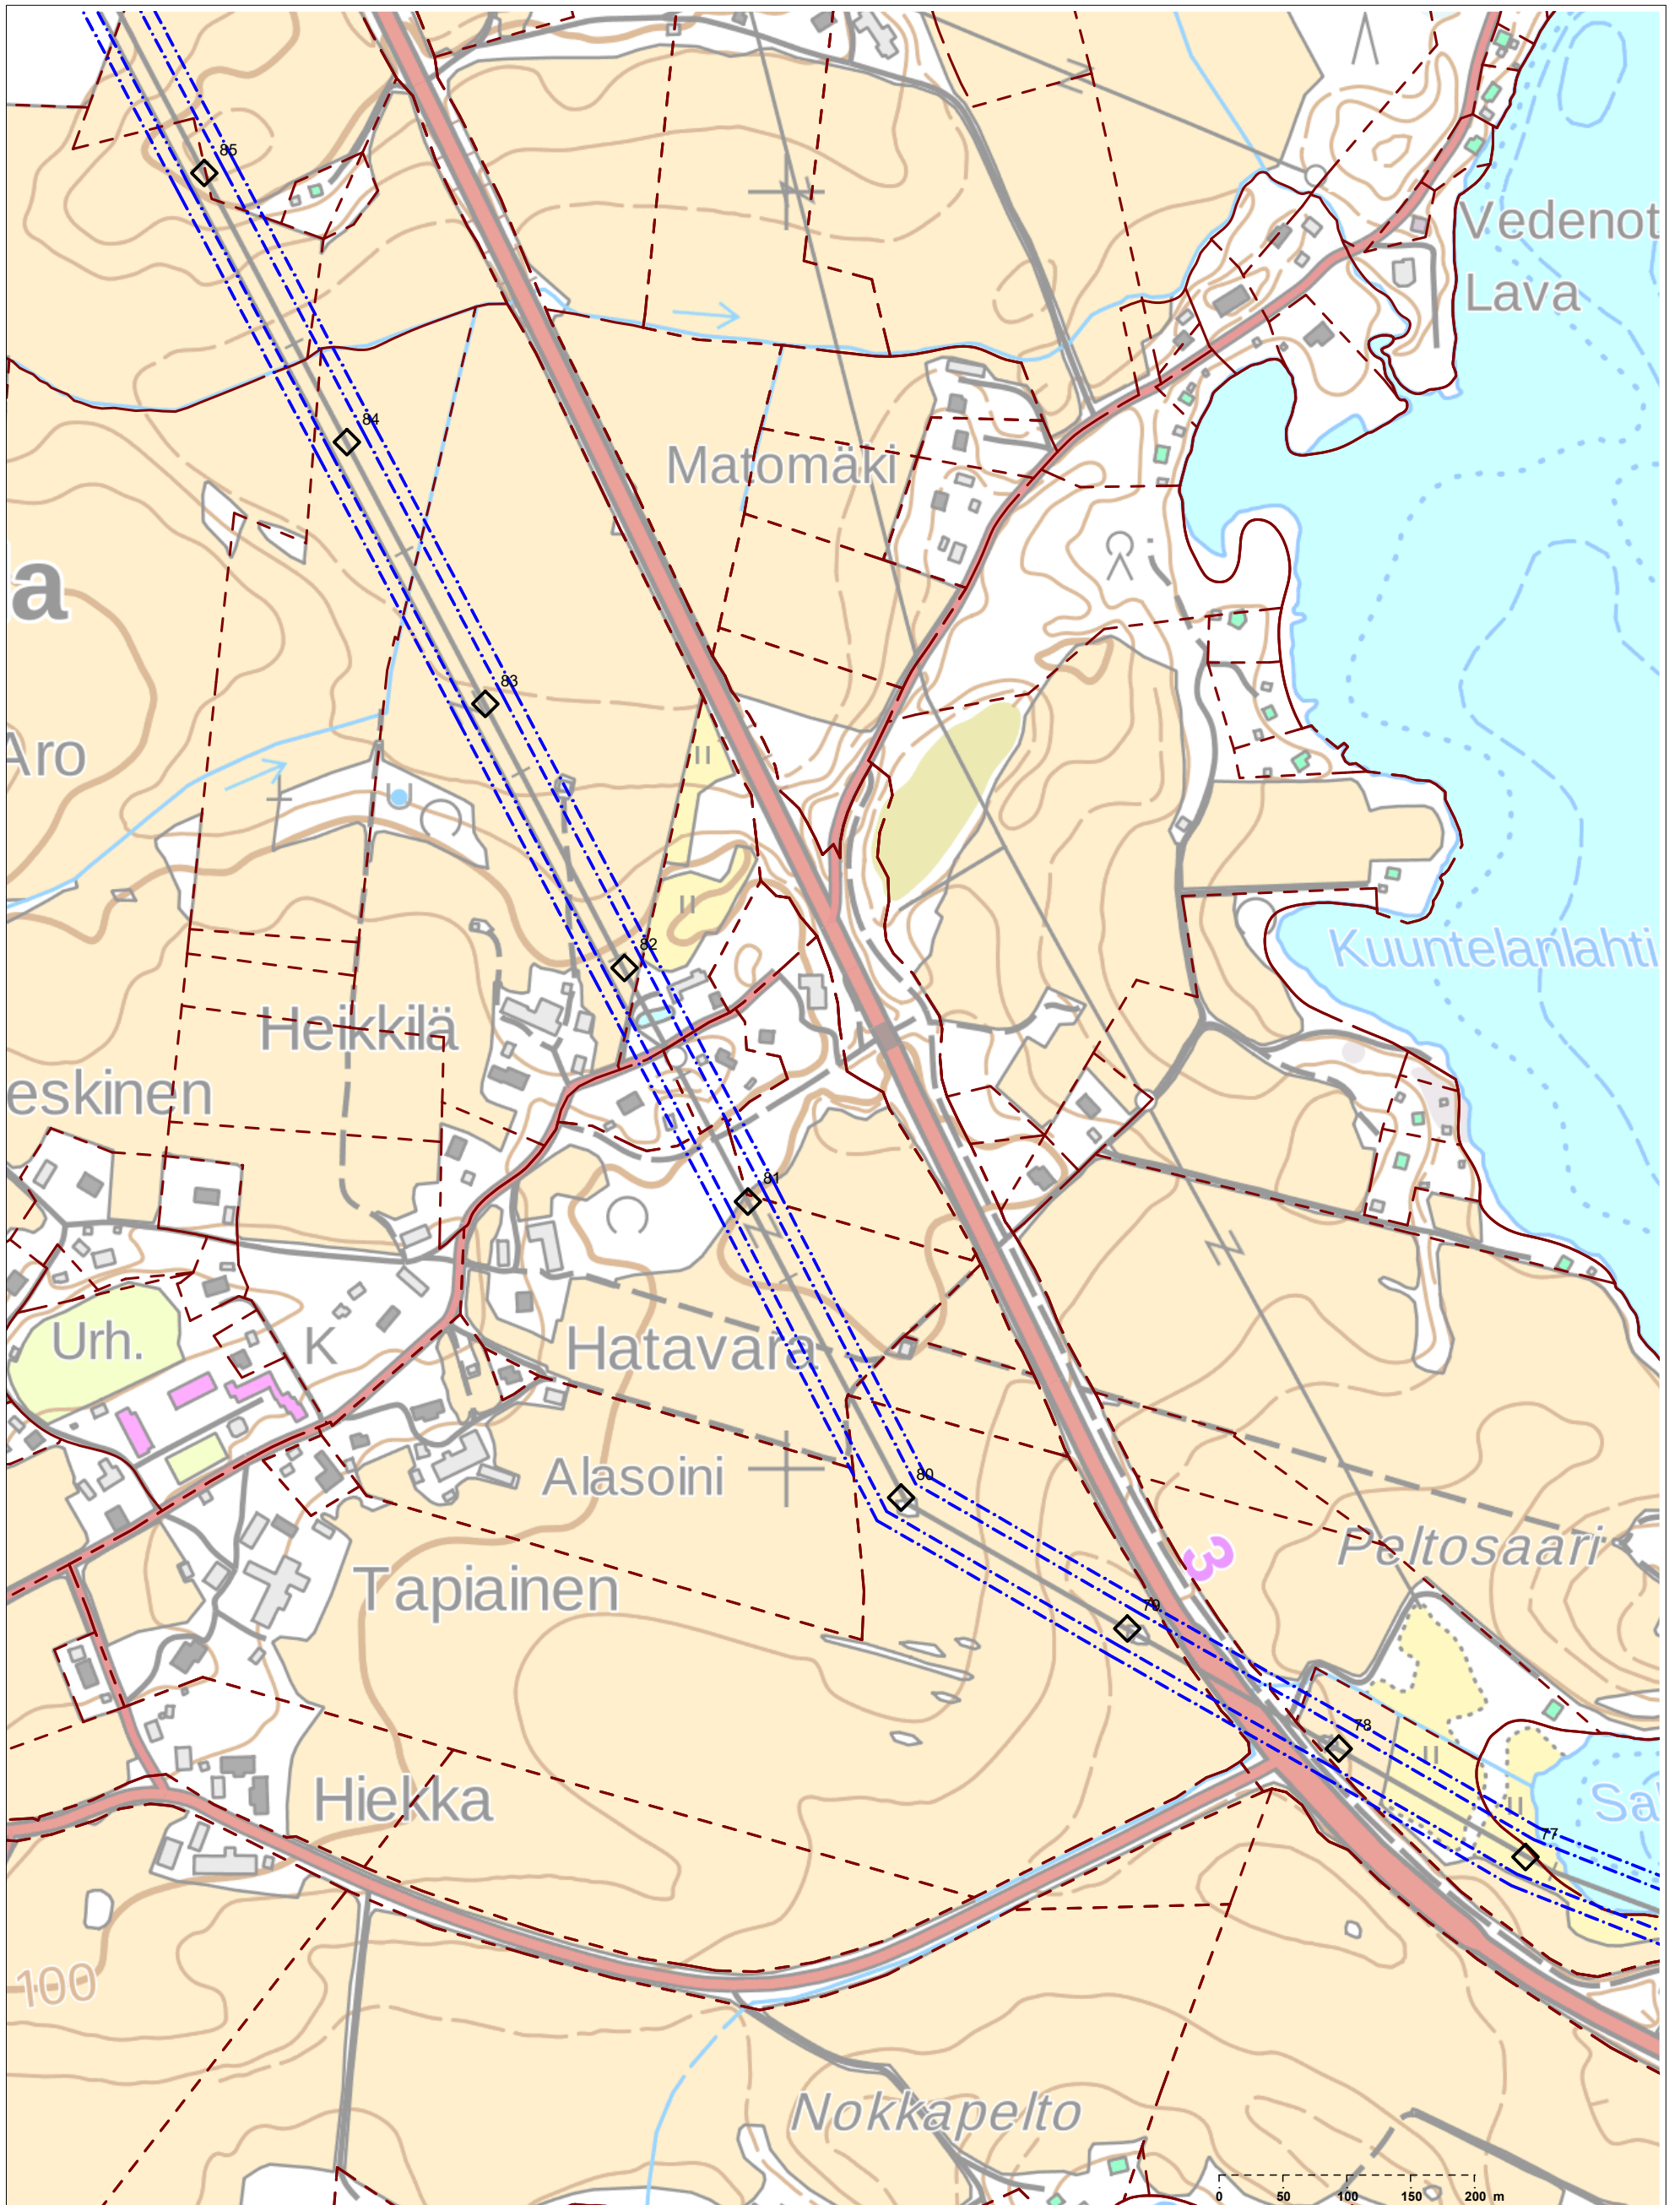 85
Vedenot
Lava
84
Matomäki
a
83
Aro
82
Kuuntelanlahti
Heikkilä
eskinen
81
Urh.
K
Hatavara
80
Alasoini
3
Peltosaari
Tapiainen
79
78
Hiekka
Sa
77
100
Nokkapelto
0 50 100 150 200 m